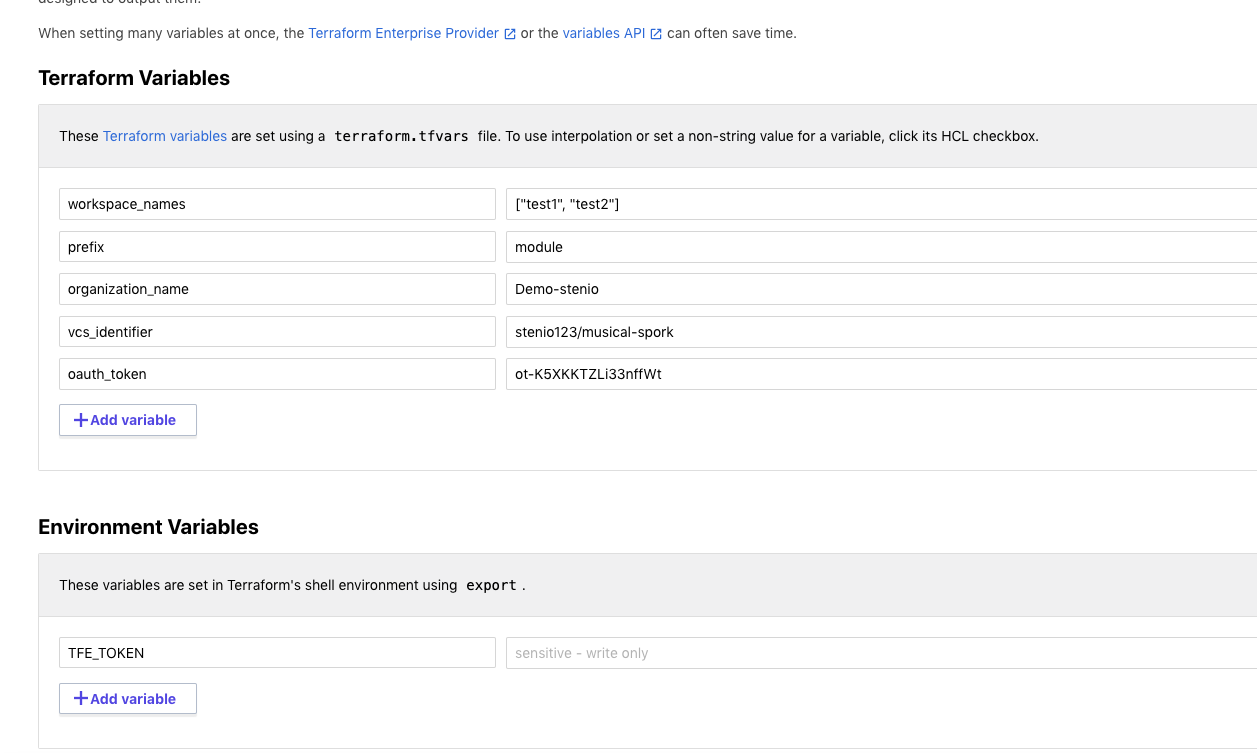 designed to output them.
When setting many variables at once, the Terraform Enterprise Provider or the variables API can often save time.
Terraform Variables
These Terraform variables are set using a terraform.tfvars file. To use interpolation or set a non-string value for a variable, click its HCL checkbox.
workspace_names ["test1", "test2"]
prefix module
organization_name Demo-stenio
vcs_identifier stenio123/musical-spork
oauth_token ot-K5XKKTZLi33nffWt
+Add variable
Environment Variables
These variables are set in Terraform's shell environment using export .
TFE_TOKEN sensitive - write only
+Add variable